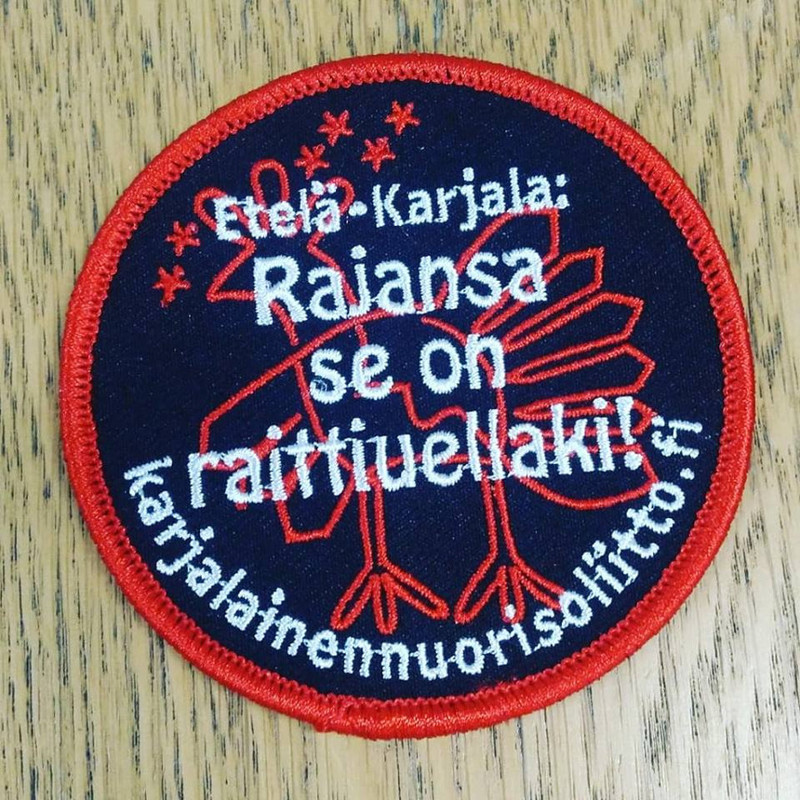 Etelä-Karjala:
Rajansa
se on
raittiuellaki!
karjalainennuorisoliitto.fi